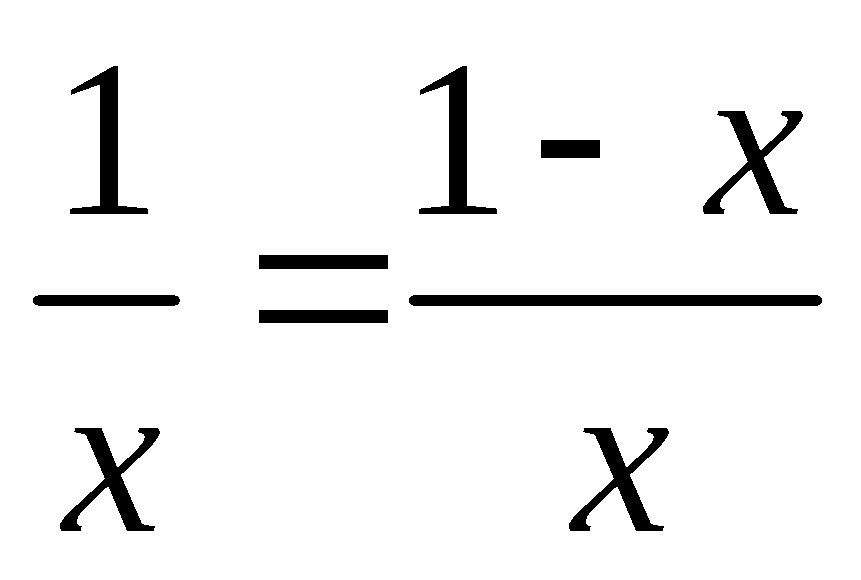 1/x = 1 - x/x